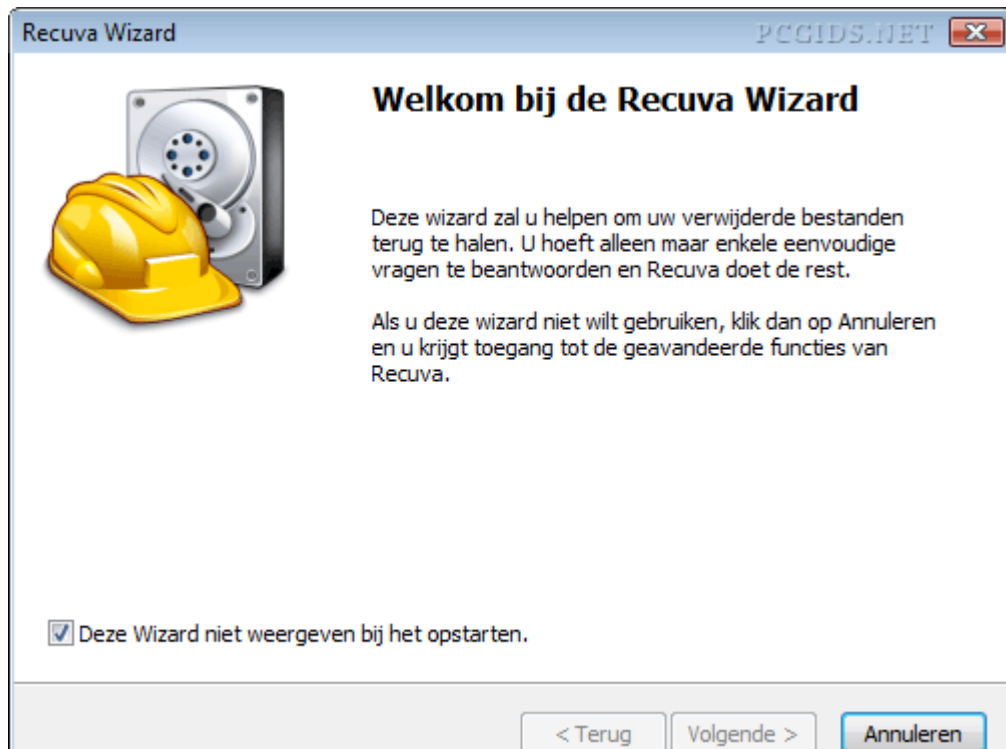 Recuva Wizard
PCGIDS.NET
Welkom bij de Recuva Wizard
Deze wizard zal u helpen om uw verwijderde bestanden
terug te halen. U hoeft alleen maar enkele eenvoudige
vragen te beantwoorden en Recuva doet de rest.
Als u deze wizard niet wilt gebruiken, klik dan op Annuleren
en u krijgt toegang tot de geavandeerde functies van
Recuva.
Deze Wizard niet weergeven bij het opstarten.
< Terug
Volgende >
Annuleren